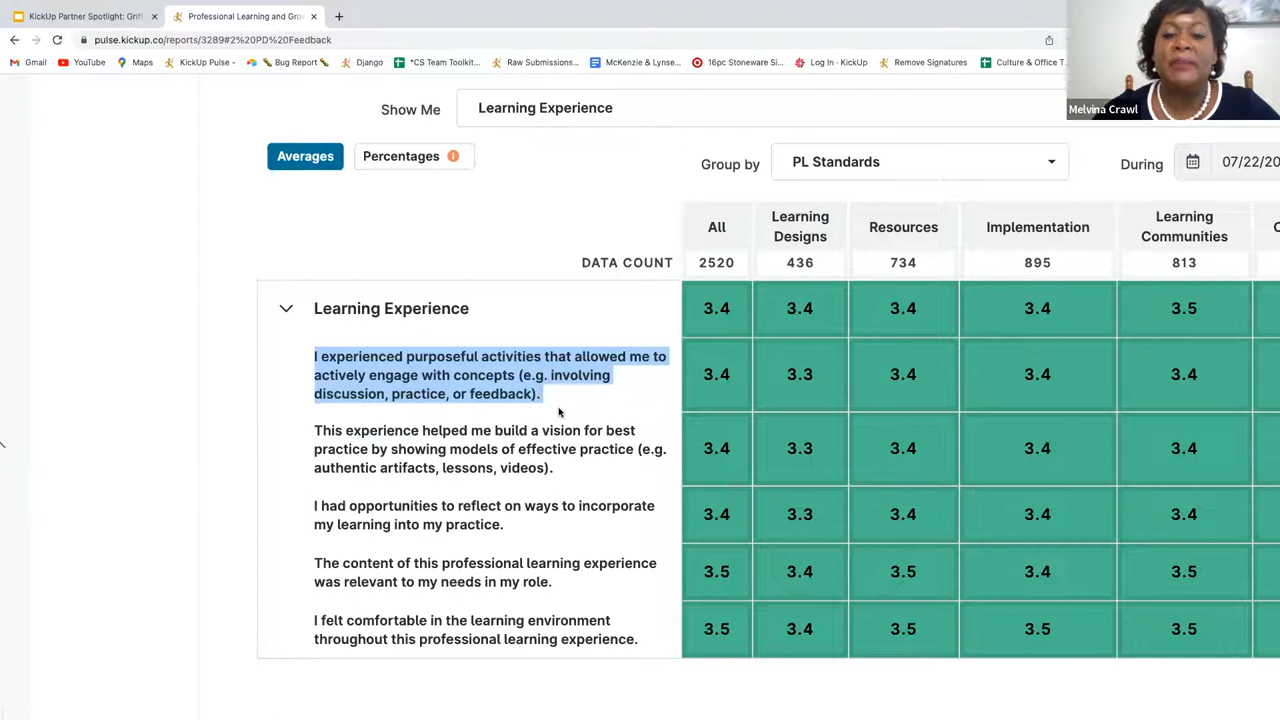 KickUp Partner Spotlight: Grif
Professional Learning and Gro
pulse.kickup.co/reports/3289#2%20PD%20Feedback
Gmail
YouTube
Maps
KickUp Pulse -
Bug Report
Django
*CS Team Toolkit...
Raw Submissions...
McKenzie & Lynse...
16pc Stoneware Si...
Log In · KickUp
Remove Signatures
Culture & Office T...
Melvina Crawl
Show Me
Learning Experience
Averages
Percentages
Group by
PL Standards
During
07/22/20
All
Learning
Designs
Resources
Implementation
Learning
Communities
DATA COUNT 2520 436 734 895 813
Learning Experience 3.4 3.4 3.4 3.4 3.5
I experienced purposeful activities that allowed me to
actively engage with concepts (e.g. involving
discussion, practice, or feedback).
3.4 3.3 3.4 3.4 3.4
This experience helped me build a vision for best
practice by showing models of effective practice (e.g.
authentic artifacts, lessons, videos).
3.4 3.3 3.4 3.4 3.4
I had opportunities to reflect on ways to incorporate
my learning into my practice.
3.4 3.3 3.4 3.4 3.4
The content of this professional learning experience
was relevant to my needs in my role.
3.5 3.4 3.5 3.4 3.5
I felt comfortable in the learning environment
throughout this professional learning experience.
3.5 3.4 3.5 3.5 3.5